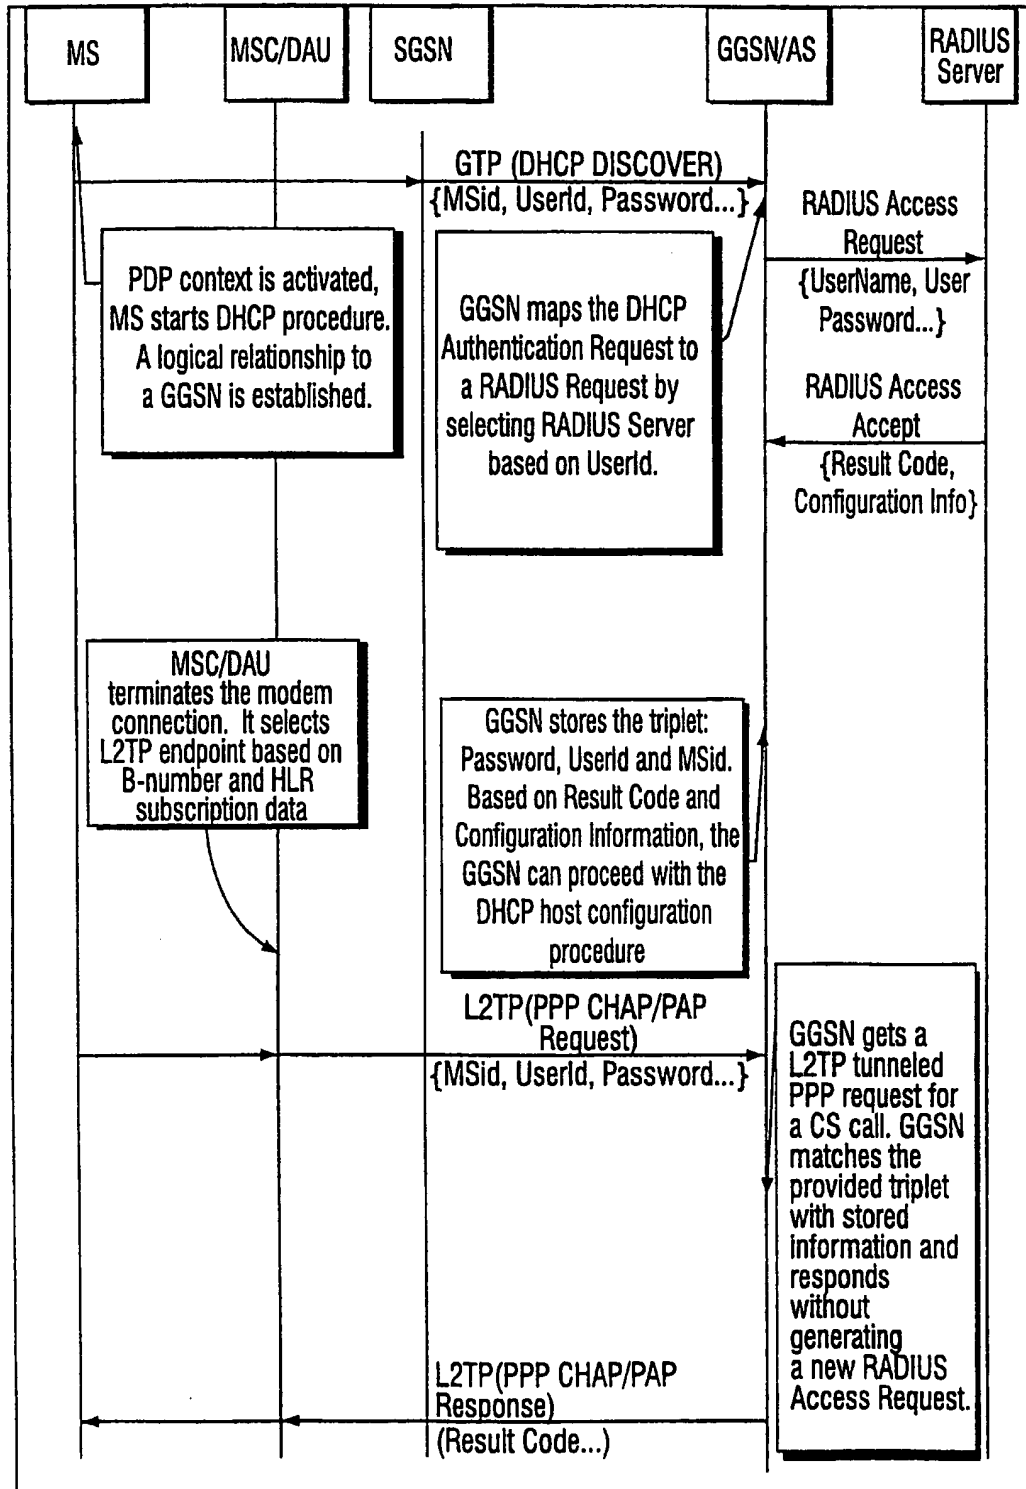 MS
MSC/DAU
SGSN
GGSN/AS
RADIUS
Server
GTP (DHCP DISCOVER)
{MSid, UserId, Password...}
RADIUS Access
Request
{UserName, User
Password...}
PDP context is activated,
MS starts DHCP procedure.
A logical relationship to
a GGSN is established.
GGSN maps the DHCP
Authentication Request to
a RADIUS Request by
selecting RADIUS Server
based on UserId.
RADIUS Access
Accept
{Result Code,
Configuration Info}
MSC/DAU
terminates the modem
connection. It selects
L2TP endpoint based on
B-number and HLR
subscription data
GGSN stores the triplet:
Password, UserId and MSid.
Based on Result Code and
Configuration Information, the
GGSN can proceed with the
DHCP host configuration
procedure
L2TP(PPP CHAP/PAP
Request)
{MSid, UserId, Password...}
GGSN gets a
L2TP tunneled
PPP request for
a CS call. GGSN
matches the
provided triplet
with stored
information and
responds
without
generating
a new RADIUS
Access Request.
L2TP(PPP CHAP/PAP
Response)
(Result Code...)